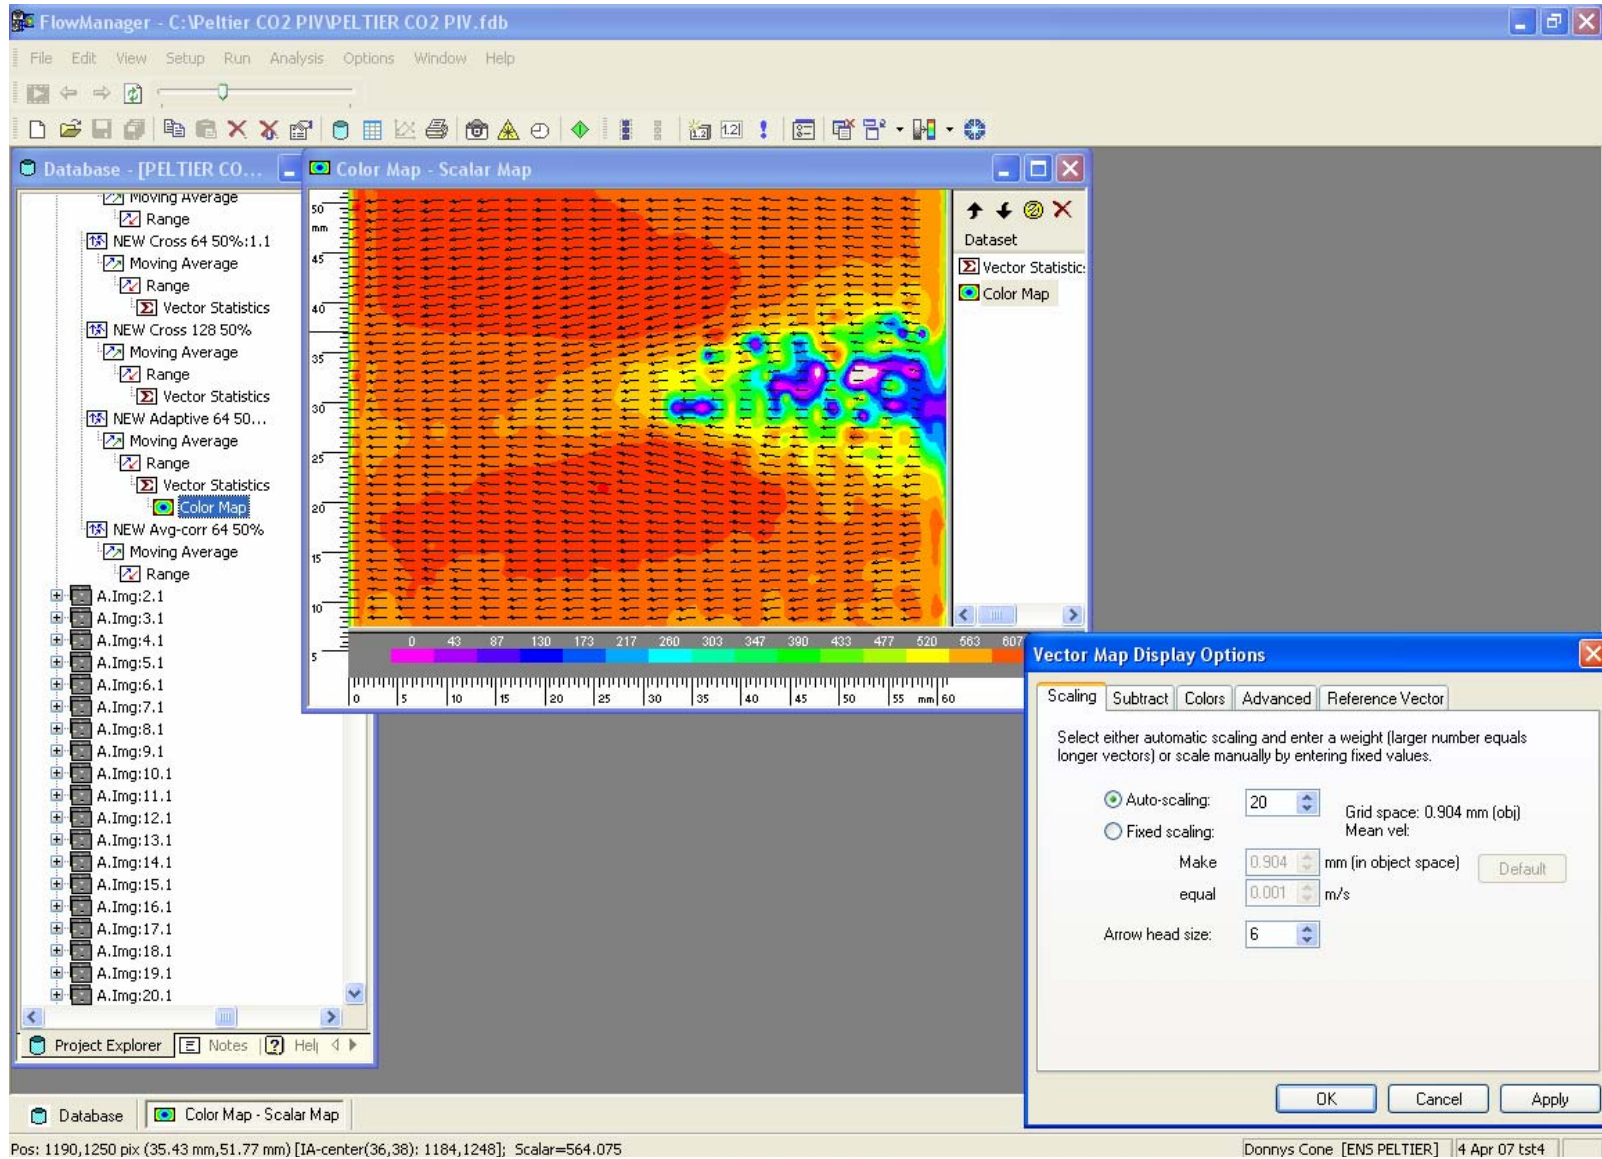 FlowManager - C:\Peltier CO2 PIV\PELTIER CO2 PIV.fdb
File Edit View Setup Run Analysis Options Window Help
Database - [PELTIER CO...
Moving Average
Range
NEW Cross 64 50%:1.1
Moving Average
Range
Vector Statistics
NEW Cross 128 50%
Moving Average
Range
Vector Statistics
NEW Adaptive 64 50...
Moving Average
Range
Vector Statistics
Color Map
NEW Avg-corr 64 50%
Moving Average
Range
A.Img:2.1
A.Img:3.1
A.Img:4.1
A.Img:5.1
A.Img:6.1
A.Img:7.1
A.Img:8.1
A.Img:9.1
A.Img:10.1
A.Img:11.1
A.Img:12.1
A.Img:13.1
A.Img:14.1
A.Img:15.1
A.Img:16.1
A.Img:17.1
A.Img:18.1
A.Img:19.1
A.Img:20.1
Project Explorer Notes Hel
Color Map - Scalar Map
50
mm
45
40
35
30
25
20
15
10
5
0 43 87 130 173 217 260 303 347 390 433 477 520 563 607
0 5 10 15 20 25 30 35 40 45 50 55 mm 60
Dataset
Vector Statistic:
Color Map
Vector Map Display Options
Scaling Subtract Colors Advanced Reference Vector
Select either automatic scaling and enter a weight (larger number equals
longer vectors) or scale manually by entering fixed values.
Auto-scaling: 20 Grid space: 0.904 mm (obj)
Fixed scaling: Mean vel:
Make 0.904 mm (in object space) Default
equal 0.001 m/s
Arrow head size: 6
OK Cancel Apply
Database Color Map - Scalar Map
Pos: 1190,1250 pix (35.43 mm,51.77 mm) [IA-center(36,38): 1184,1248]; Scalar=564.075 Donnys Cone [ENS PELTIER] 4 Apr 07 tst4